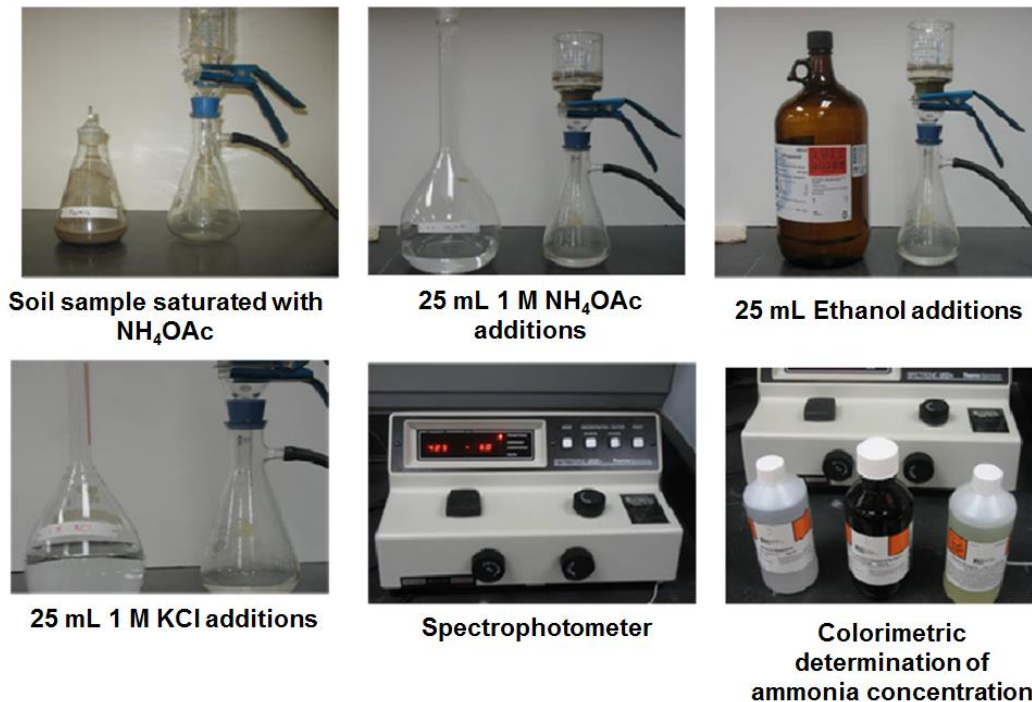 Soil sample saturated with
NH₄OAc
25 mL 1 M NH₄OAc
additions
25 mL Ethanol additions
25 mL 1 M KCl additions
Spectrophotometer
Colorimetric
determination of
ammonia concentration